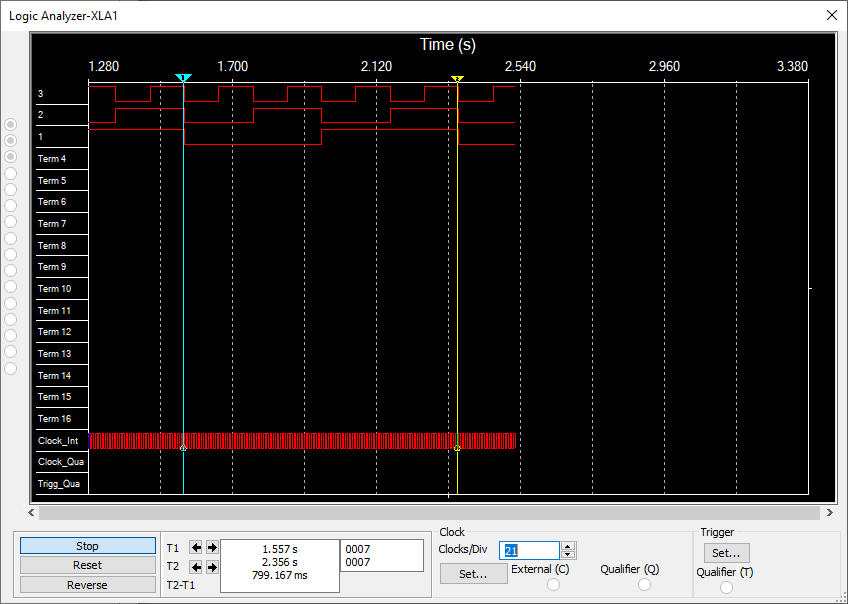 Logic Analyzer-XLA1
Time (s)
1.280 1.700 2.120 2.540 2.960 3.380
1 2
3
2
1
Term 4
Term 5
Term 6
Term 7
Term 8
Term 9
Term 10
Term 11
Term 12
Term 13
Term 14
Term 15
Term 16
Clock_Int
Clock_Qua
Trigg_Qua
Stop
Reset
Reverse
T1 1.557 s 0007
T2 2.356 s 0007
T2-T1 799.167 ms
Clock
Clocks/Div 21
Set... External (C) Qualifier (Q)
Trigger
Set...
Qualifier (T)